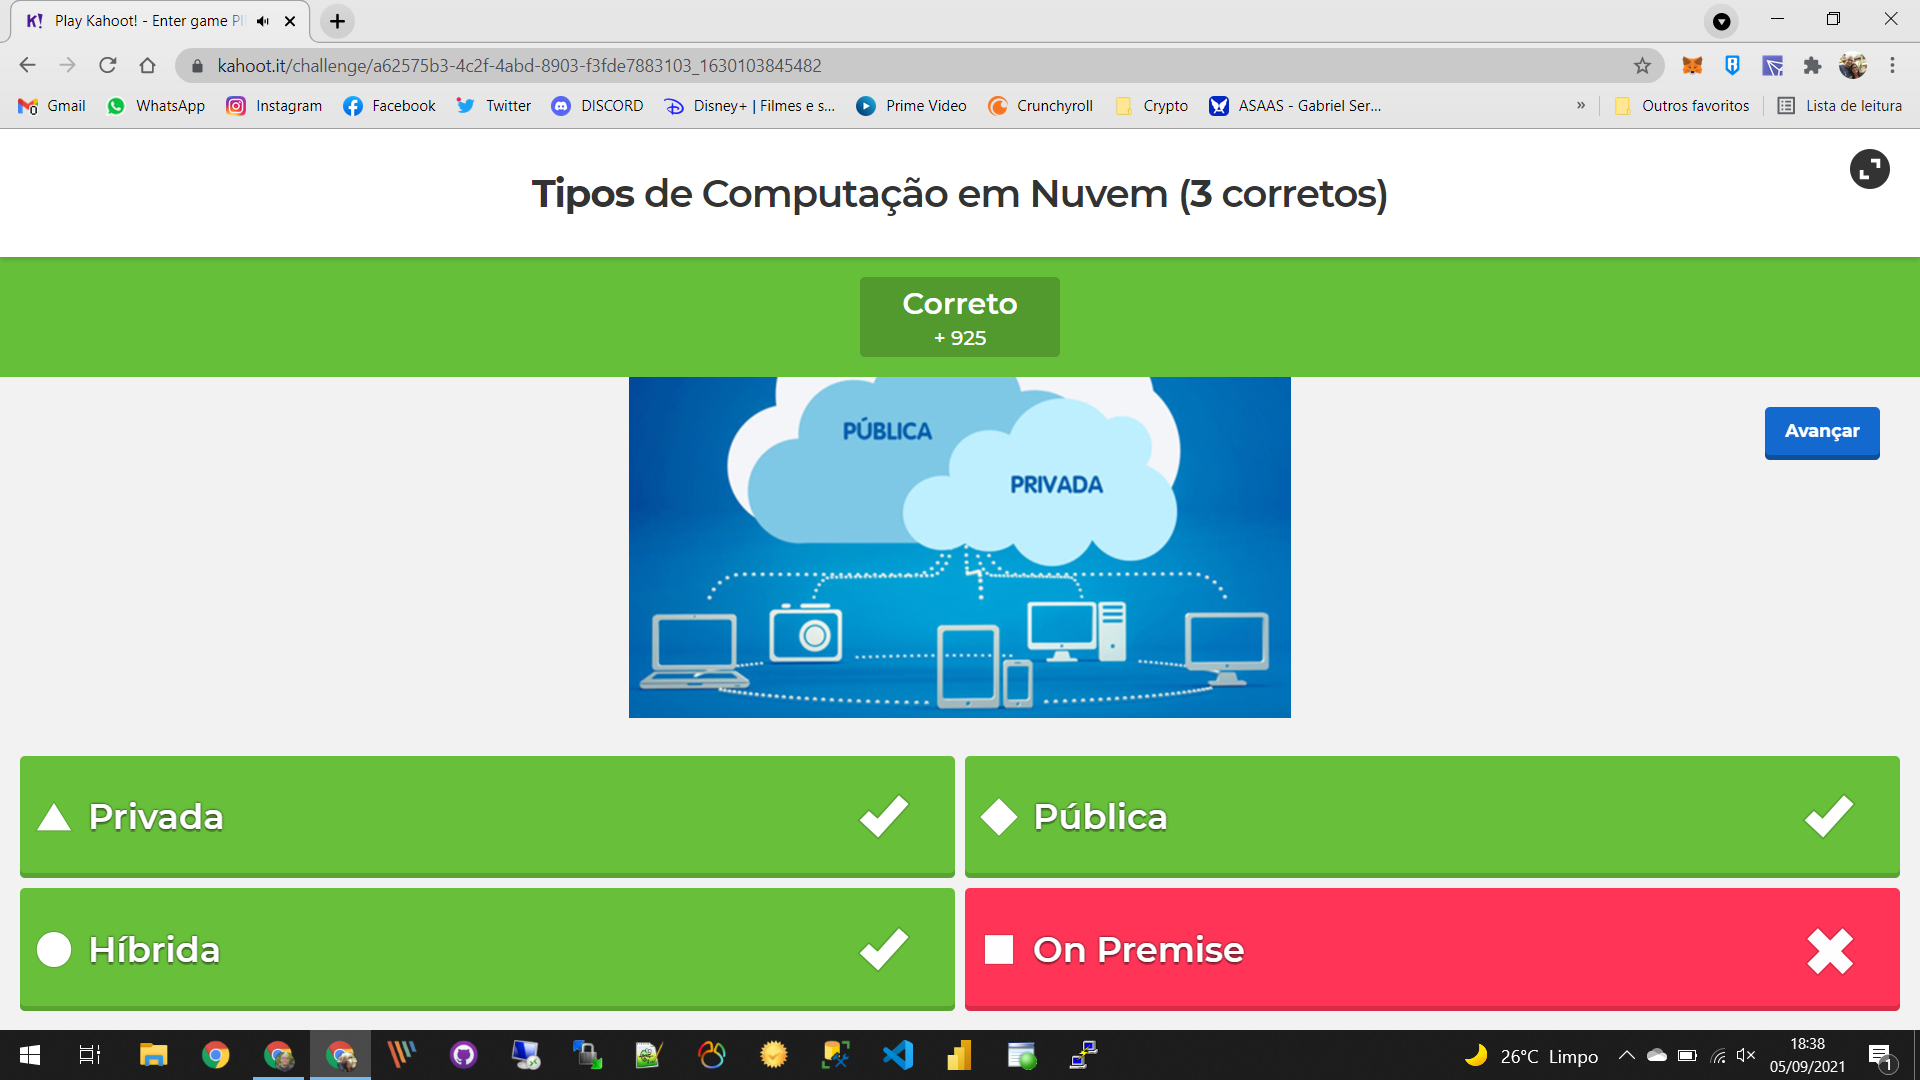 Play Kahoot! - Enter game P
kahoot.it/challenge/a62575b3-4c2f-4abd-8903-f3fde7883103_1630103845482
Gmail WhatsApp Instagram Facebook Twitter DISCORD Disney+ | Filmes e s... Prime Video Crunchyroll Crypto ASAAS - Gabriel Ser... » Outros favoritos Lista de leitura
Tipos de Computação em Nuvem (3 corretos)
Correto
+ 925
PÚBLICA
PRIVADA
Avançar
Privada
Pública
Híbrida
On Premise
26°C Limpo
18:38
05/09/2021
1